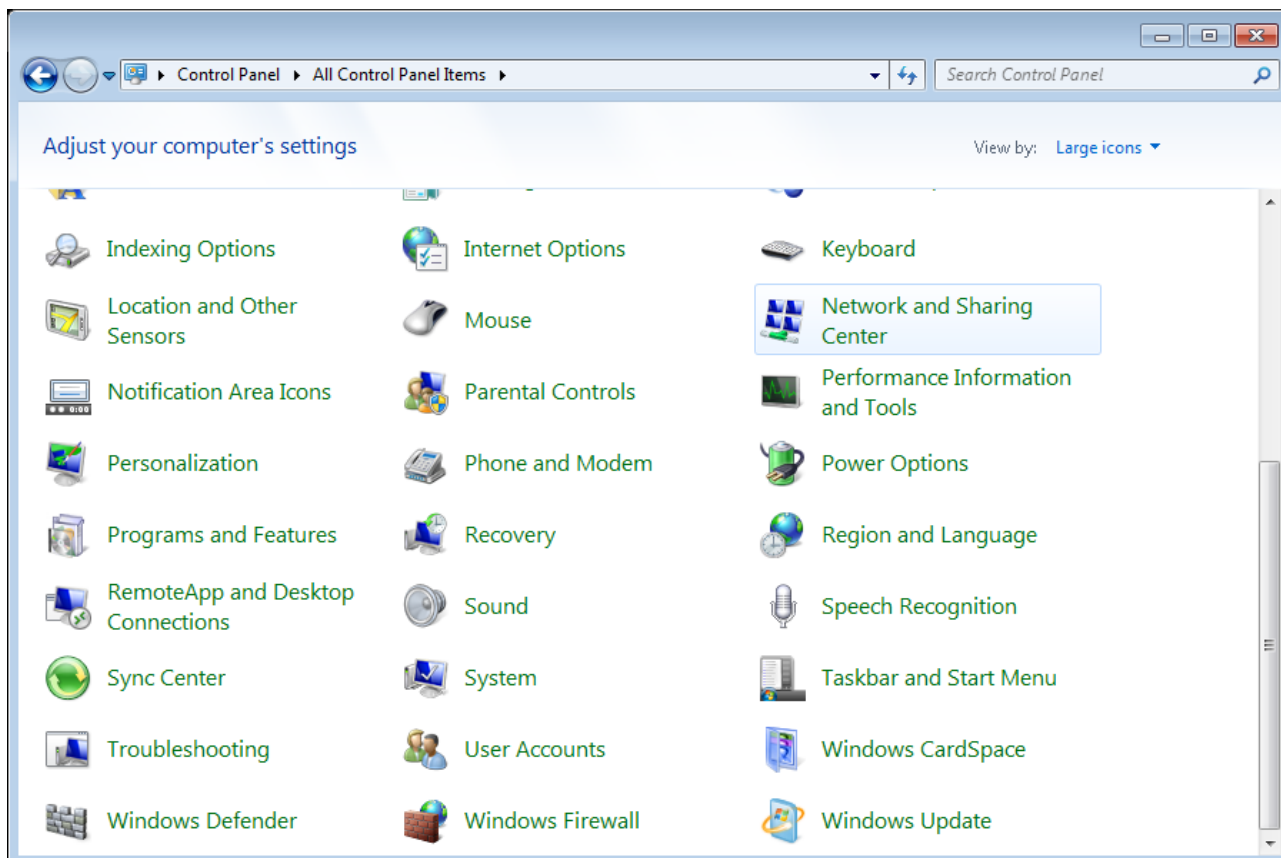 Control Panel All Control Panel Items Search Control Panel
Adjust your computer's settings View by: Large icons
Indexing Options Internet Options Keyboard
Location and Other Sensors Mouse Network and Sharing Center
Notification Area Icons Parental Controls Performance Information and Tools
Personalization Phone and Modem Power Options
Programs and Features Recovery Region and Language
RemoteApp and Desktop Connections Sound Speech Recognition
Sync Center System Taskbar and Start Menu
Troubleshooting User Accounts Windows CardSpace
Windows Defender Windows Firewall Windows Update